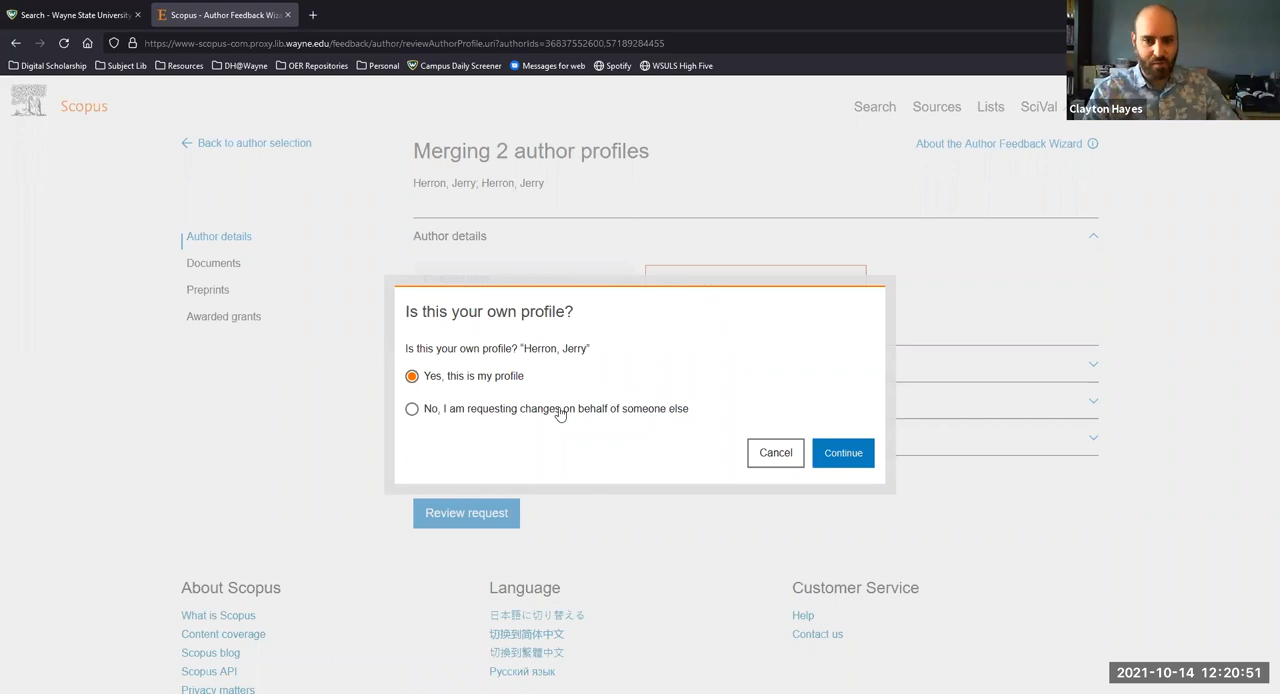 Search - Wayne State University
Scopus - Author Feedback Wiz
https://www-scopus-com.proxy.lib.wayne.edu/feedback/author/reviewAuthorProfile.uri?authorIds=36837552600,57189284455
Digital Scholarship
Subject Lib
Resources
DH@Wayne
OER Repositories
Personal
Campus Daily Screener
Messages for web
Spotify
WSULS High Five
Clayton Hayes
Scopus
Search
Sources
Lists
SciVal
Back to author selection
Merging 2 author profiles
About the Author Feedback Wizard
Herron, Jerry; Herron, Jerry
Author details
Documents
Preprints
Awarded grants
Author details
Is this your own profile?
Is this your own profile? "Herron, Jerry"
Yes, this is my profile
No, I am requesting changes on behalf of someone else
Cancel
Continue
Review request
About Scopus
What is Scopus
Content coverage
Scopus blog
Scopus API
Privacy matters
Language
日本語に切り替える
切换到简体中文
切換到繁體中文
Русский язык
Customer Service
Help
Contact us
2021-10-14 12:20:51